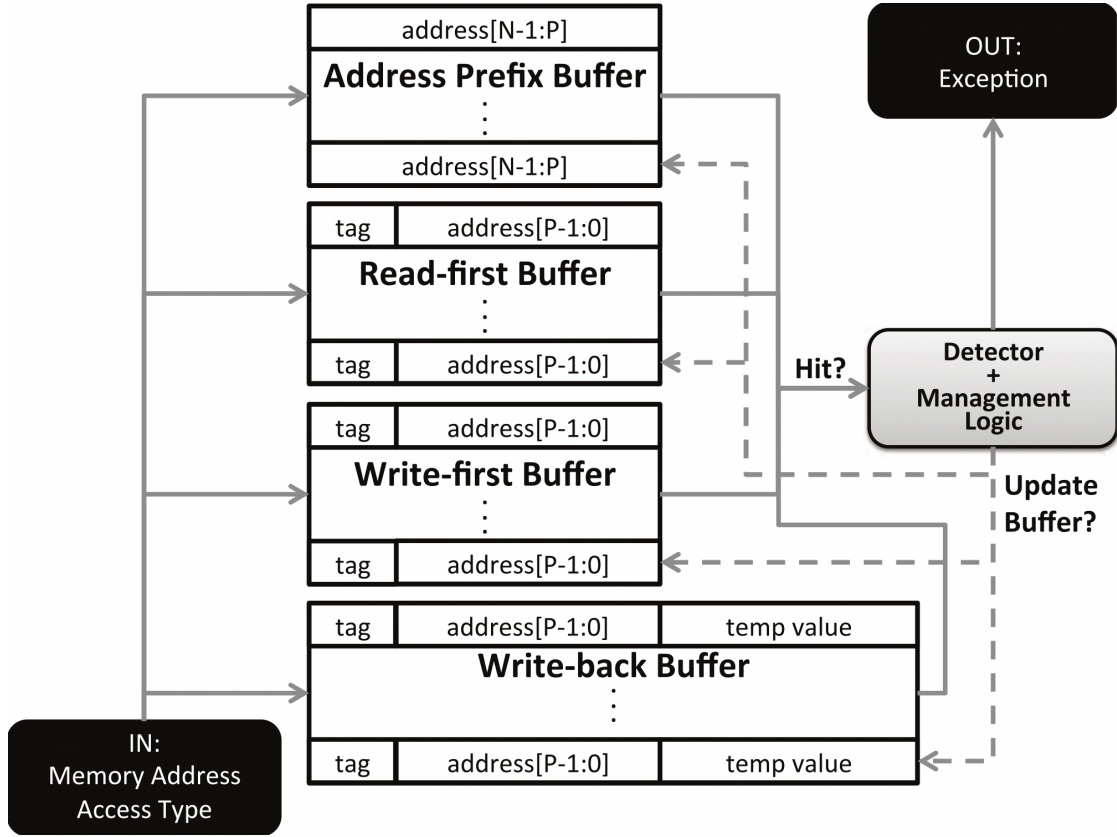 address[N-1:P]
Address Prefix Buffer
address[N-1:P]
OUT:
Exception
tag address[P-1:0]
Read-first Buffer
tag address[P-1:0]
Hit?
Detector
+
Management
Logic
tag address[P-1:0]
Write-first Buffer
tag address[P-1:0]
Update
Buffer?
tag address[P-1:0] temp value
Write-back Buffer
tag address[P-1:0] temp value
IN:
Memory Address
Access Type